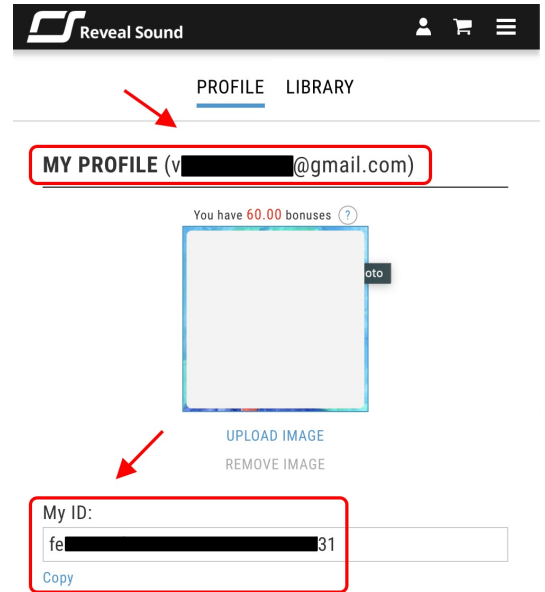 Reveal Sound
PROFILE LIBRARY
MY PROFILE (v @gmail.com)
You have 60.00 bonuses ?
oto
UPLOAD IMAGE
REMOVE IMAGE
My ID:
fe 31
Copy